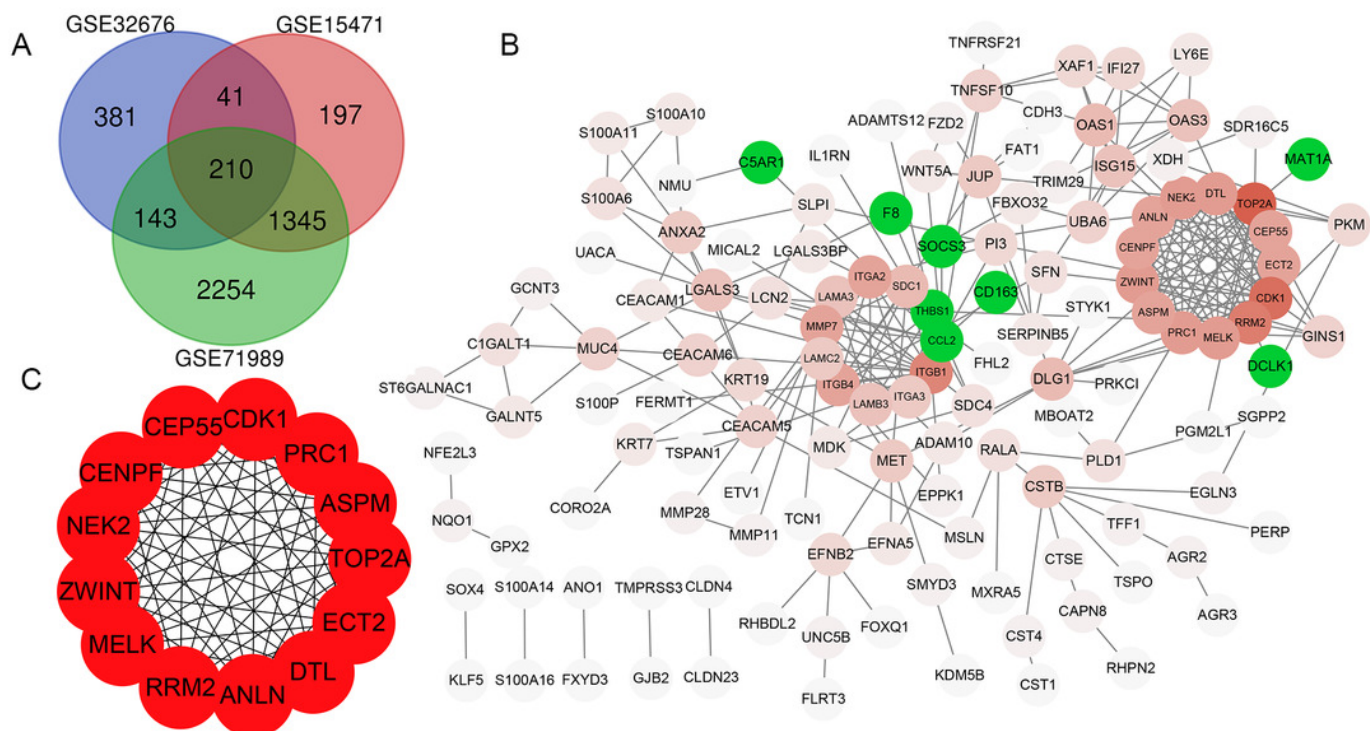 A
GSE32676
GSE15471
381
41
197
210
143
1345
2254
GSE71989
B
TNFRSF21
LY6E
XAF1
IFI27
TNFSF10
S100A10
ADAMTS12
FZD2
CDH3
OAS1
OAS3
S100A11
SDR16C5
C5AR1
IL1RN
FAT1
ISG15
XDH
MAT1A
NMU
WNT5A
JUP
TRIM29
S100A6
SLPI
F8
FBXO32
NEK2
DTL
TOP2A
ANXA2
SOCS3
UBA6
ANLN
CEP55
PKM
UACA
MICAL2
LGALS3BP
PI3
CENPF
ECT2
GCNT3
LGALS3
ITGA2
SDC1
CD163
SFN
ZWINT
CDK1
CEACAM1
LCN2
LAMA3
THBS1
STYK1
ASPM
RRM2
C1GALT1
MUC4
CEACAM6
MMP7
CCL2
SERPINB5
PRC1
MELK
GINS1
LAMC2
FHL2
DCLK1
ST6GALNAC1
KRT19
ITGB1
DLG1
PRKCI
GALNT5
S100P
FERMT1
ITGB4
LAMB3
ITGA3
SDC4
MBOAT2
SGPP2
CEACAM5
KRT7
TSPAN1
MDK
ADAM10
RALA
PLD1
PGM2L1
NFE2L3
MET
ETV1
EPPK1
CSTB
EGLN3
NQO1
CORO2A
MMP28
TCN1
TFF1
PERP
GPX2
MMP11
EFNB2
EFNA5
MSLN
CTSE
AGR2
SOX4
S100A14
ANO1
TMPRSS3
CLDN4
SMYD3
MXRA5
TSPO
RHBDL2
UNC5B
FOXQ1
CST4
CAPN8
AGR3
KLF5
S100A16
FXYD3
GJB2
CLDN23
FLRT3
KDM5B
CST1
RHPN2
C
CEP55
CDK1
PRC1
CENPF
ASPM
NEK2
TOP2A
ZWINT
ECT2
MELK
DTL
RRM2
ANLN